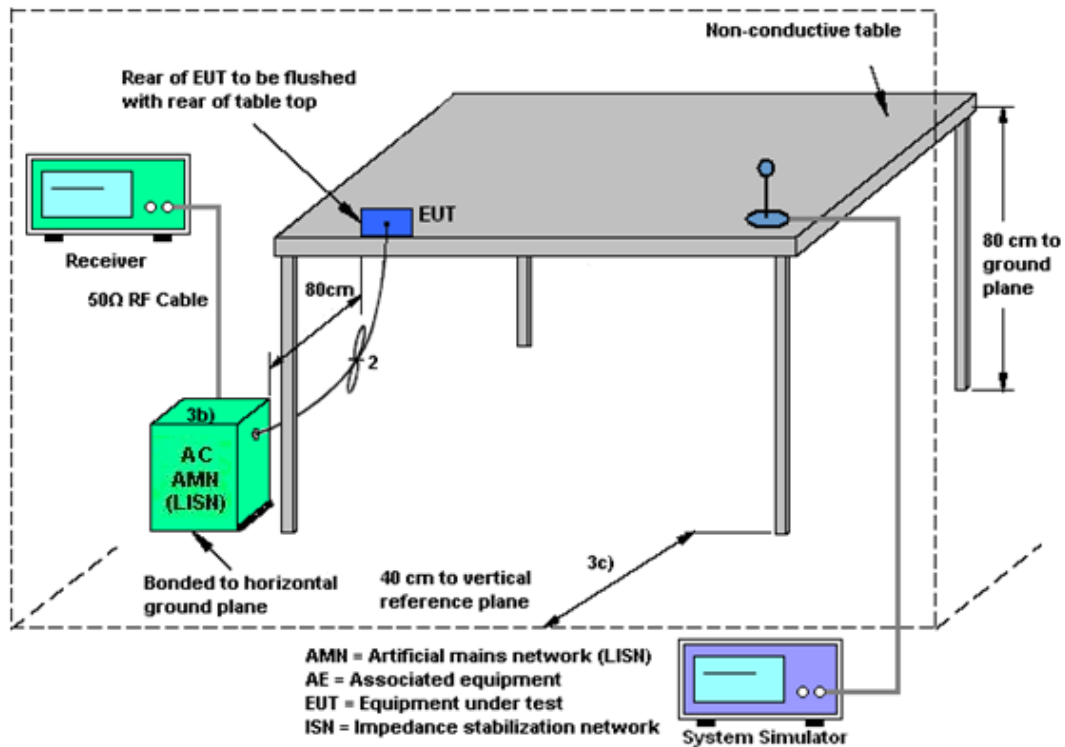 Non-conductive table
Rear of EUT to be flushed
with rear of table top
EUT
Receiver
50Ω RF Cable
80cm
80 cm to
ground
plane
2
3b)
AC
AMN
(LISN)
3c)
Bonded to horizontal
ground plane
40 cm to vertical
reference plane
AMN = Artificial mains network (LISN)
AE = Associated equipment
EUT = Equipment under test
ISN = Impedance stabilization network
System Simulator